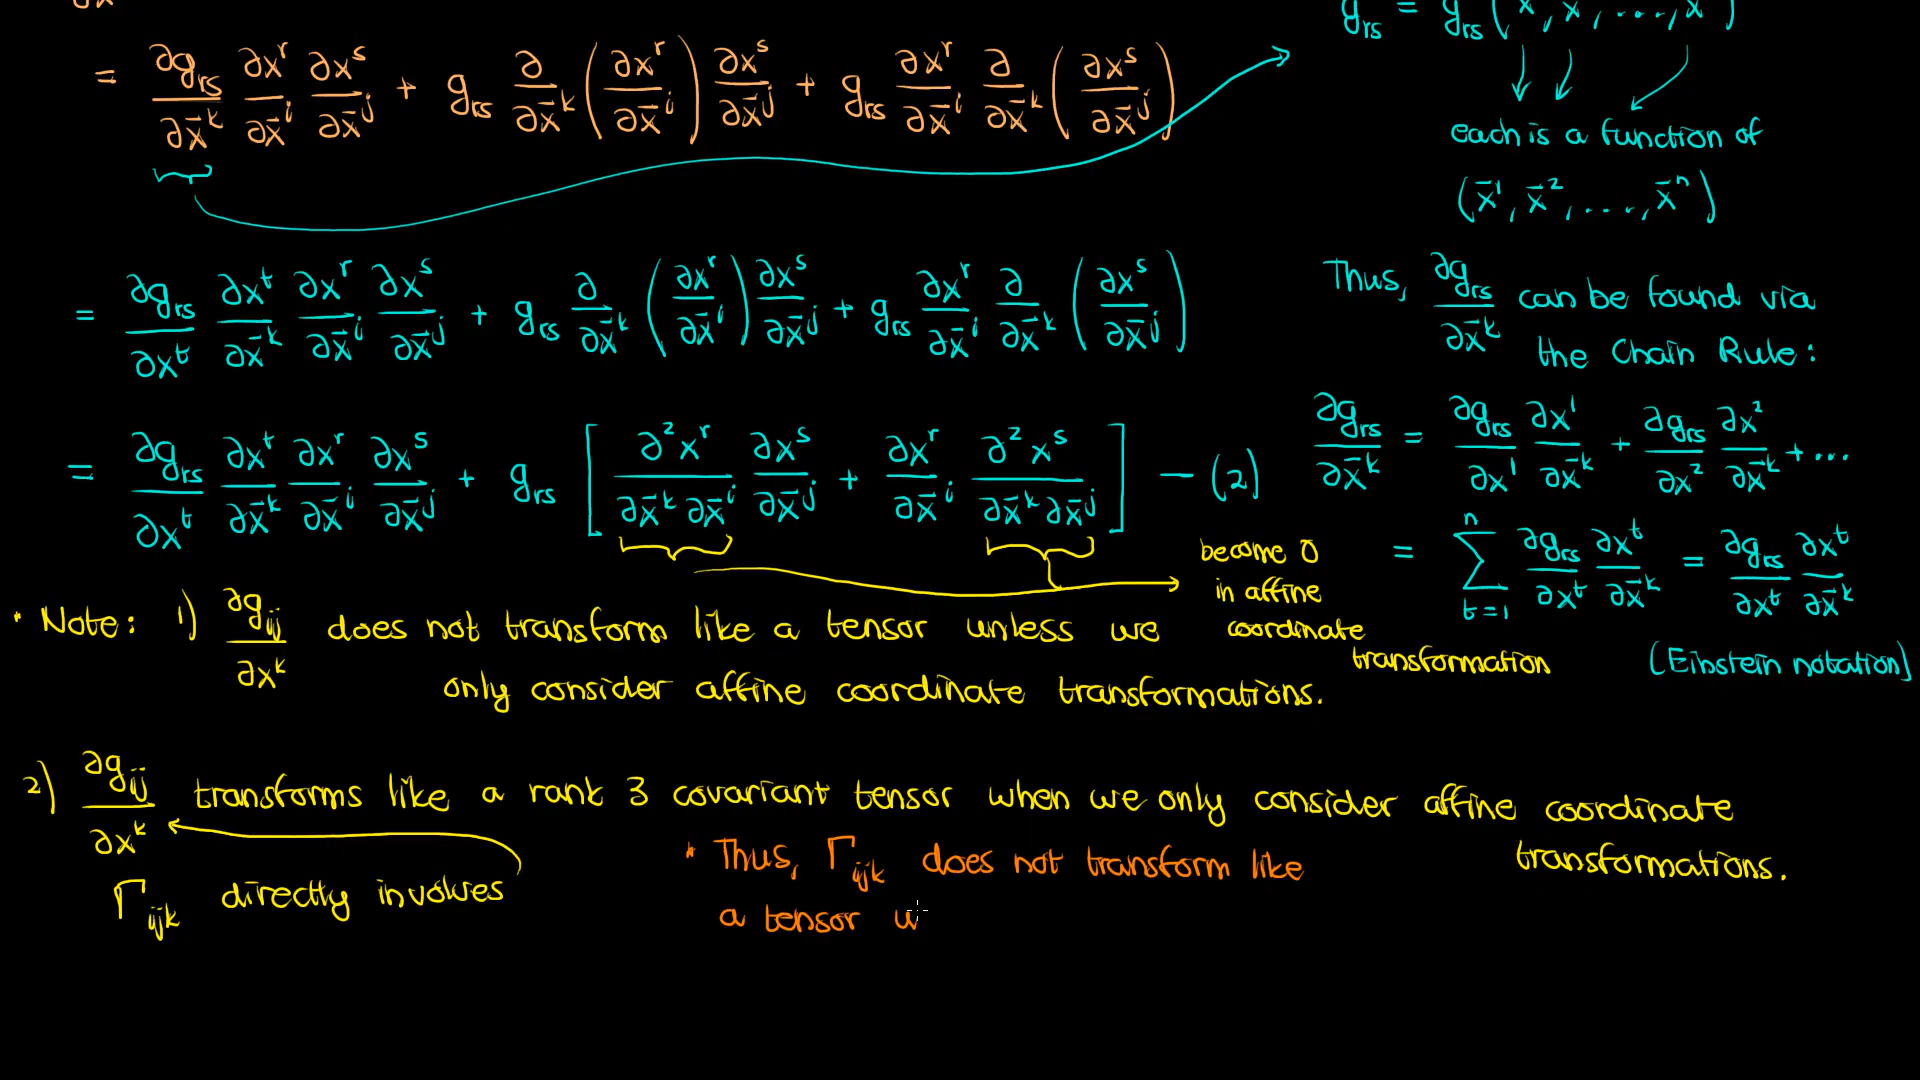 g_rs = g_rs (x, x, ..., x)
= ∂g_rs/∂x̄^k ∂x^r/∂x̄^i ∂x^s/∂x̄^j + g_rs ∂/∂x̄^k (∂x^r/∂x̄^i) ∂x^s/∂x̄^j + g_rs ∂x^r/∂x̄^i ∂/∂x̄^k (∂x^s/∂x̄^j)
each is a function of
(x̄^1, x̄^2, ..., x̄^n)
= ∂g_rs/∂x^t ∂x^t/∂x̄^k ∂x^r/∂x̄^i ∂x^s/∂x̄^j + g_rs ∂/∂x̄^k (∂x^r/∂x̄^i) ∂x^s/∂x̄^j + g_rs ∂x^r/∂x̄^i ∂/∂x̄^k (∂x^s/∂x̄^j)
Thus, ∂g_rs/∂x̄^k can be found via
the Chain Rule:
= ∂g_rs/∂x^t ∂x^t/∂x̄^k ∂x^r/∂x̄^i ∂x^s/∂x̄^j + g_rs [∂²x^r/∂x̄^k∂x̄^i ∂x^s/∂x̄^j + ∂x^r/∂x̄^i ∂²x^s/∂x̄^k∂x̄^j] — (2)
∂g_rs/∂x̄^k = ∂g_rs/∂x^1 ∂x^1/∂x̄^k + ∂g_rs/∂x^2 ∂x^2/∂x̄^k + ...
= Σ_{t=1}^{n} ∂g_rs/∂x^t ∂x^t/∂x̄^k = ∂g_rs/∂x^t ∂x^t/∂x̄^k
(Einstein notation)
become 0
in affine
coordinate
transformation
* Note: 1) ∂g_ij/∂x^k does not transform like a tensor unless we
only consider affine coordinate transformations.
2) ∂g_ij/∂x^k transforms like a rank 3 covariant tensor when we only consider affine coordinate
transformations.
Γ_ijk directly involves
* Thus, Γ_ijk does not transform like
a tensor u